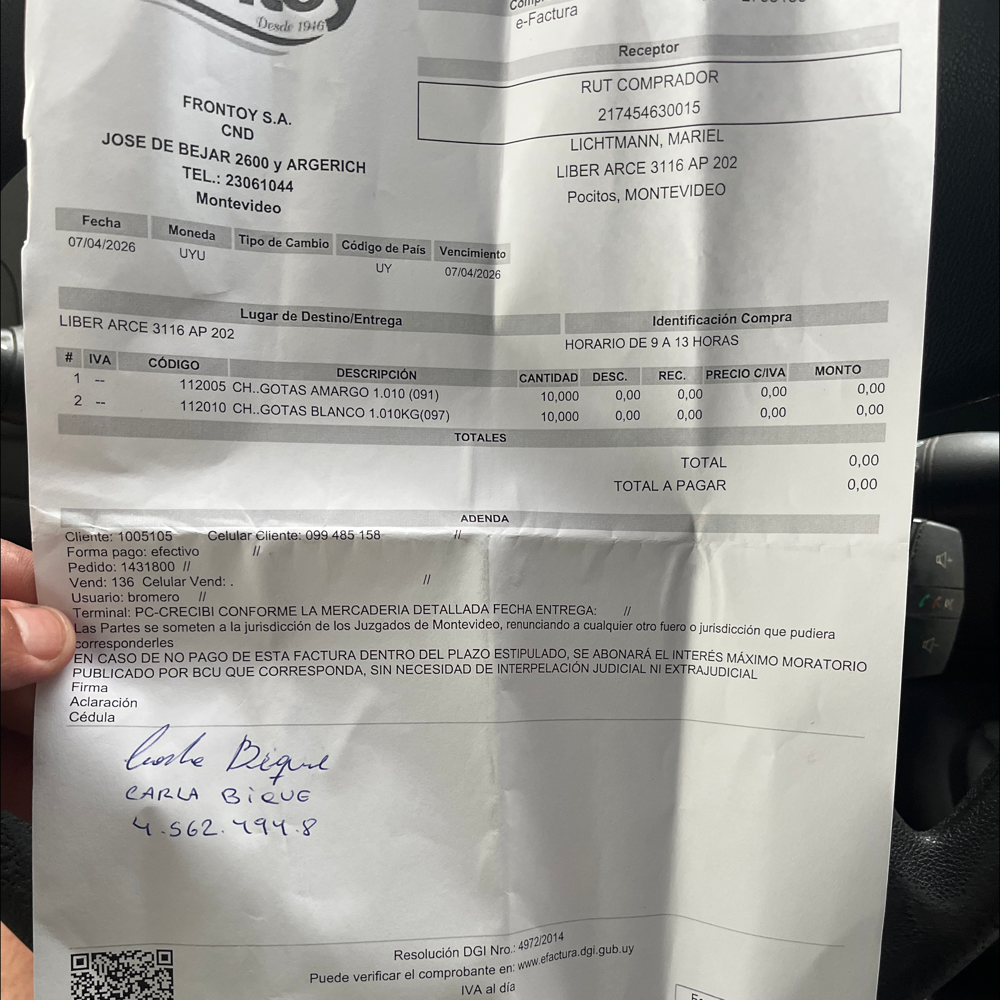 Desde 1946
e-Factura
Receptor
RUT COMPRADOR
217454630015
LICHTMANN, MARIEL
LIBER ARCE 3116 AP 202
Pocitos, MONTEVIDEO
FRONTOY S.A.
CND
JOSE DE BEJAR 2600 y ARGERICH
TEL.: 23061044
Montevideo
Fecha Moneda Tipo de Cambio Código de País Vencimiento
07/04/2026 UYU UY 07/04/2026
Lugar de Destino/Entrega Identificación Compra
LIBER ARCE 3116 AP 202 HORARIO DE 9 A 13 HORAS
# IVA CÓDIGO DESCRIPCIÓN CANTIDAD DESC. REC. PRECIO C/IVA MONTO
1 -- 112005 CH..GOTAS AMARGO 1.010 (091) 10,000 0,00 0,00 0,00 0,00
2 -- 112010 CH..GOTAS BLANCO 1.010KG(097) 10,000 0,00 0,00 0,00 0,00
TOTALES
TOTAL 0,00
TOTAL A PAGAR 0,00
ADENDA
Cliente: 1005105 Celular Cliente: 099 485 158 //
Forma pago: efectivo //
Pedido: 1431800 //
Vend: 136 Celular Vend: . //
Usuario: bromero //
Terminal: PC-CRECIBI CONFORME LA MERCADERIA DETALLADA FECHA ENTREGA: //
Las Partes se someten a la jurisdicción de los Juzgados de Montevideo, renunciando a cualquier otro fuero o jurisdicción que pudiera
corresponderles
EN CASO DE NO PAGO DE ESTA FACTURA DENTRO DEL PLAZO ESTIPULADO, SE ABONARÁ EL INTERÉS MÁXIMO MORATORIO
PUBLICADO POR BCU QUE CORRESPONDA, SIN NECESIDAD DE INTERPELACIÓN JUDICIAL NI EXTRAJUDICIAL
Firma
Aclaración
Cédula
Carla Bique
CARLA BIQUE
4.562.494.8
Resolución DGI Nro.: 4972/2014
Puede verificar el comprobante en: www.efactura.dgi.gub.uy
IVA al día